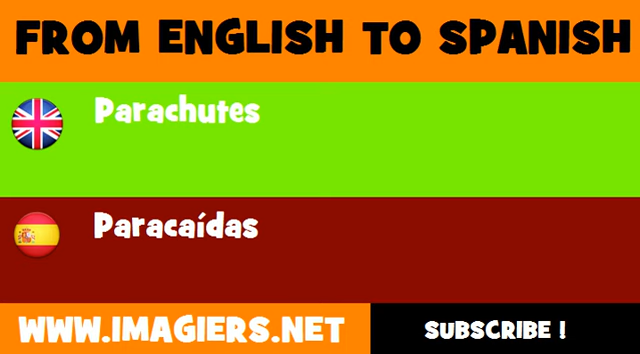 FROM ENGLISH TO SPANISH
Parachutes
Paracaídas
WWW.IMAGIERS.NET
SUBSCRIBE !